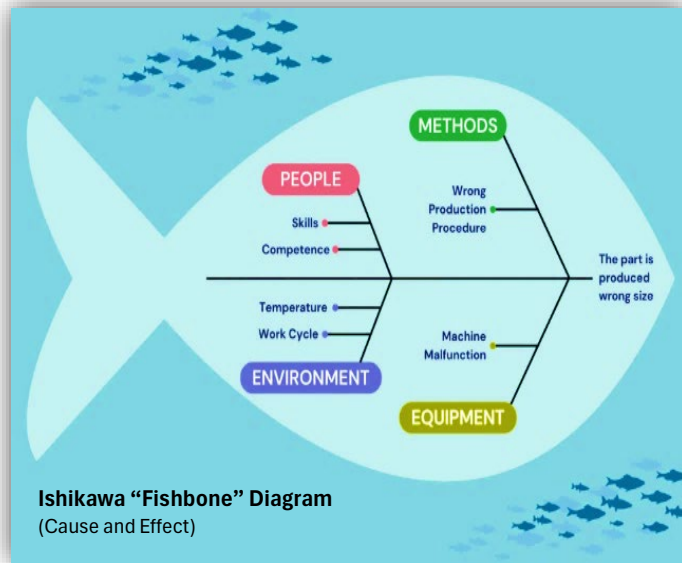 METHODS
PEOPLE
Wrong
Production
Procedure
Skills
Competence
The part is
produced
wrong size
Temperature
Work Cycle
Machine
Malfunction
ENVIRONMENT
EQUIPMENT
Ishikawa “Fishbone” Diagram
(Cause and Effect)